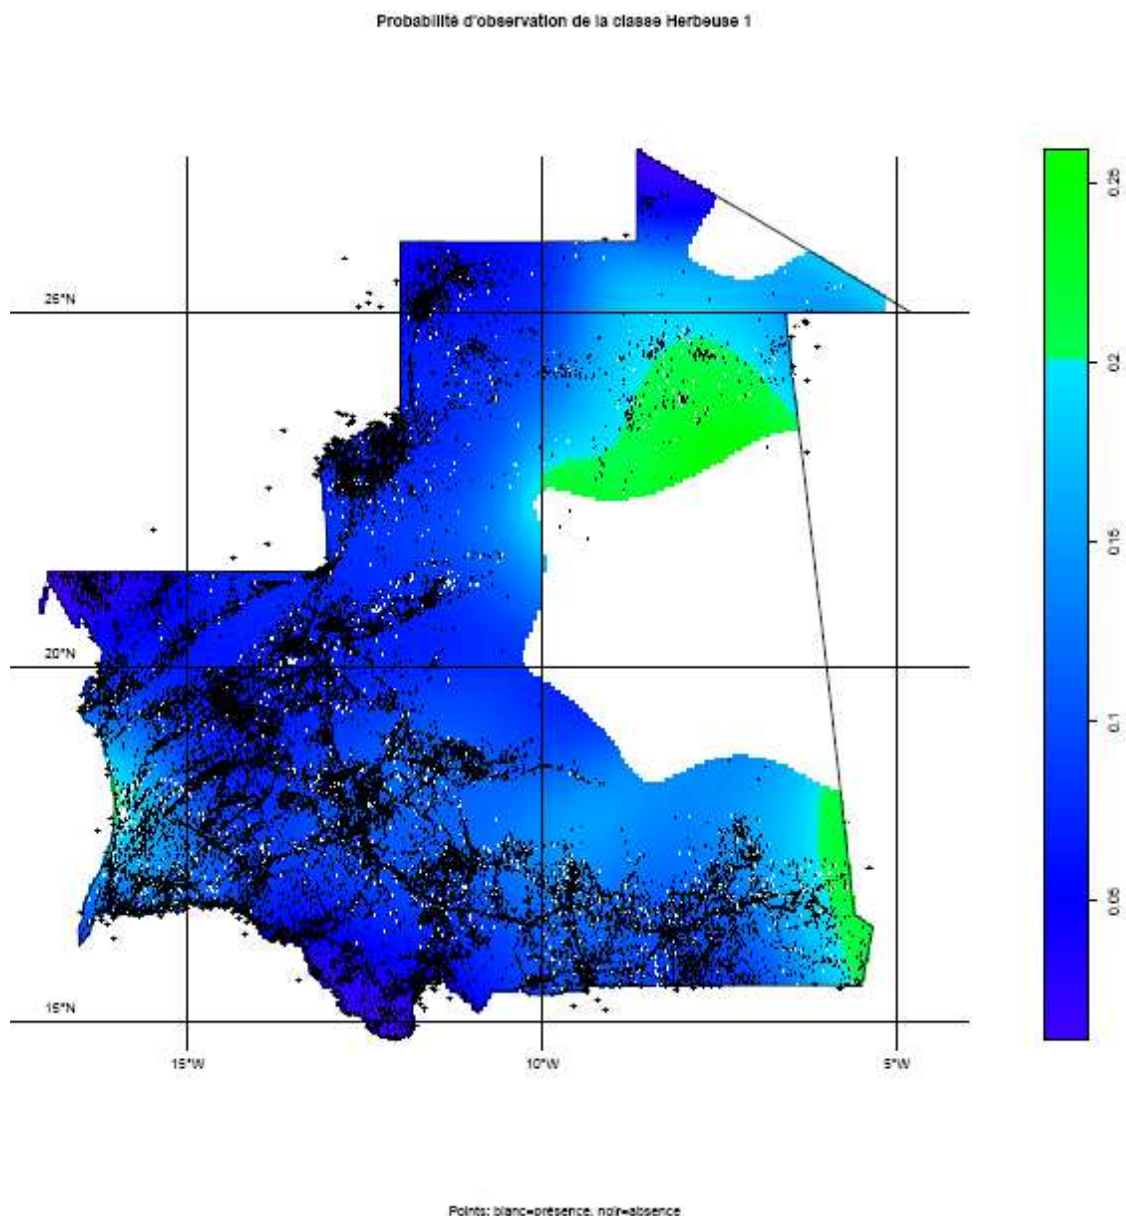 Probabilité d'observation de la classe Herbeuse 1
25°N
20°N
15°N
15°W
10°W
5°W
0.25
0.2
0.15
0.1
0.05
Points: blanc=présence, noir=absence